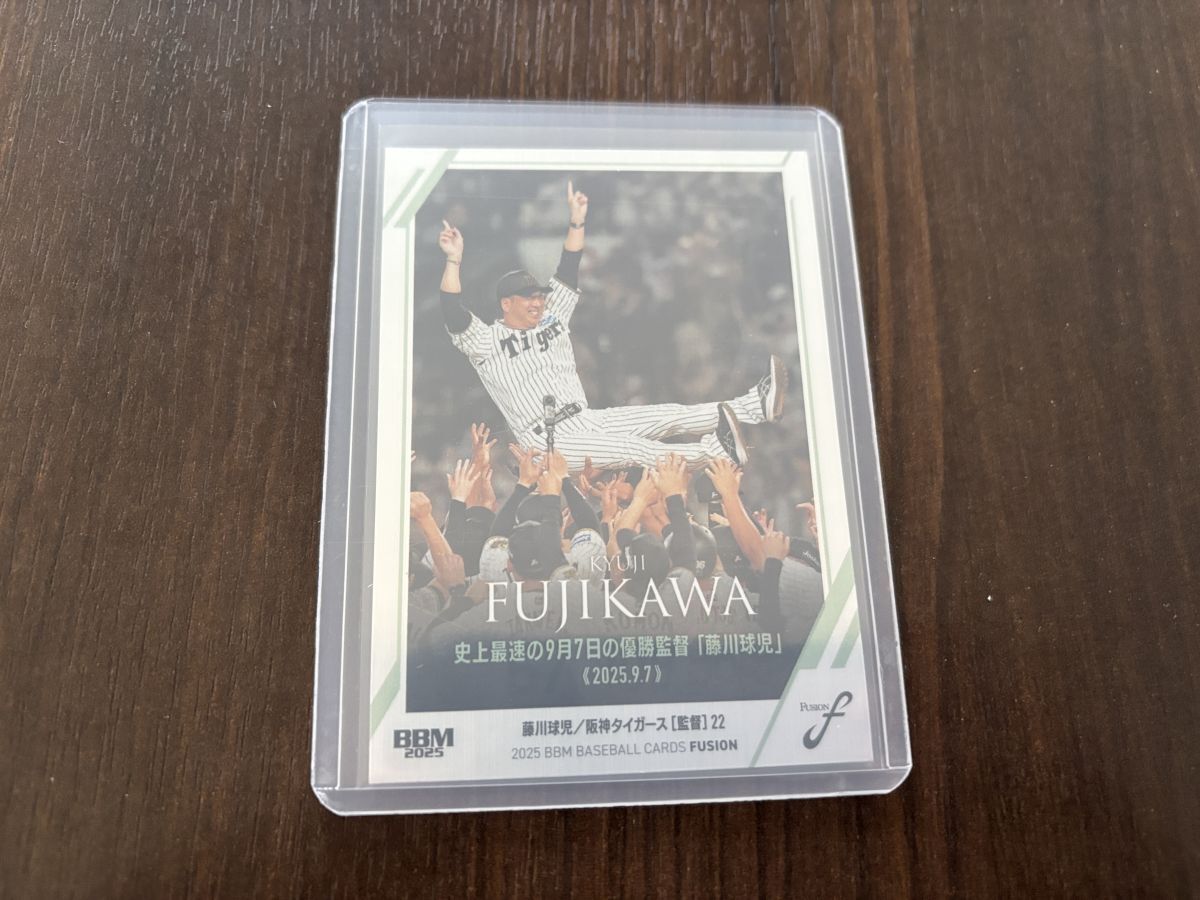 Tigers
KYUJI
FUJIKAWA
史上最速の9月7日の優勝監督「藤川球児」
《2025.9.7》
藤川球児／阪神タイガース［監督］22
2025 BBM BASEBALL CARDS FUSION
BBM
2025
FUSION
f